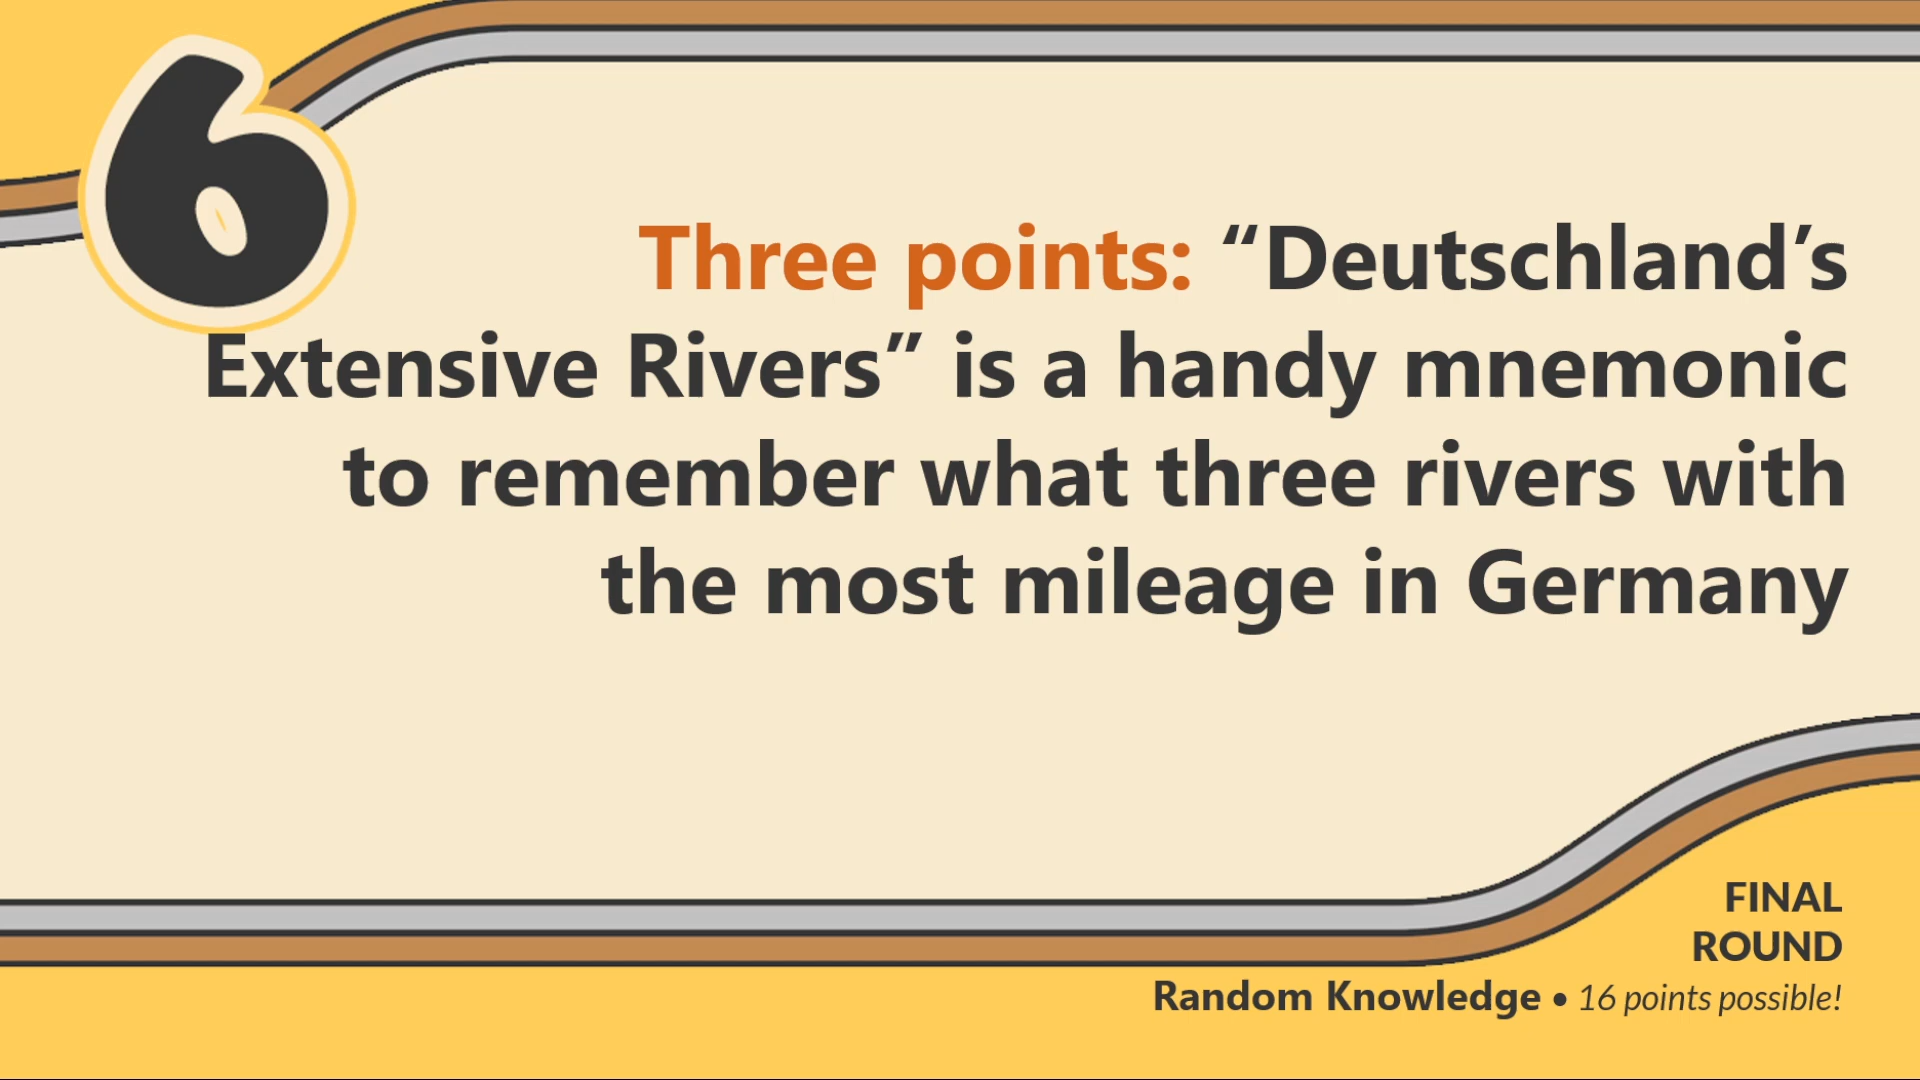 6
Three points: “Deutschland’s
Extensive Rivers” is a handy mnemonic
to remember what three rivers with
the most mileage in Germany
FINAL
ROUND
Random Knowledge • 16 points possible!